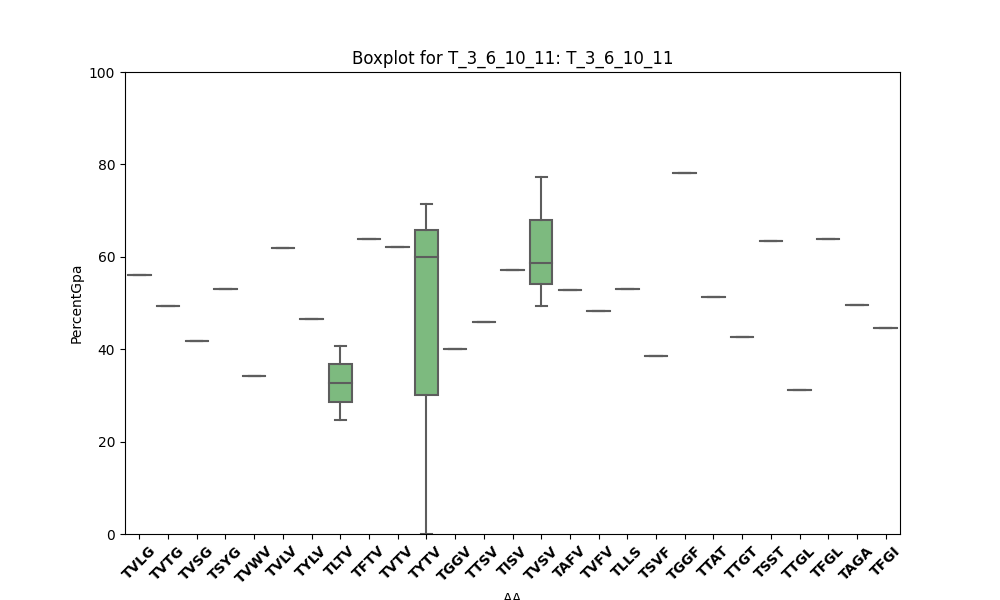 Boxplot for T_3_6_10_11: T_3_6_10_11
PercentGpa
100
80
60
40
20
0
TVLG TVTG TVSG TSYG TVWV TVLV TYLV TLTV TFTV TVTV TYTV TGGV TTSV TISV TVSV TAFV TVFV TLLS TSVF TGGF TTAT TTGT TSST TTGL TFGL TAGA TFGI
AA